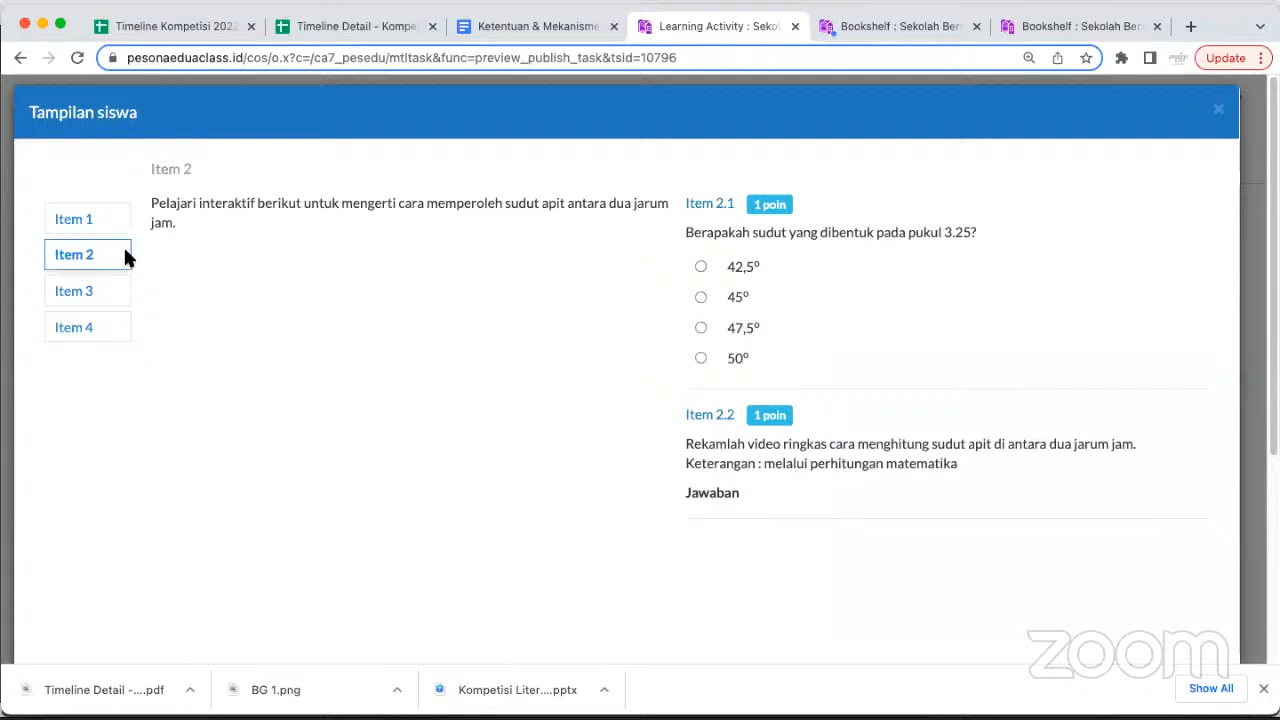 Timeline Kompetisi 2022
Timeline Detail - Kompe
Ketentuan & Mekanisme
Learning Activity : Sekol
Bookshelf : Sekolah Ber
Bookshelf : Sekolah Ber
pesonaeduaclass.id/cos/o.x?c=/ca7_pesedu/mtltask&func=preview_publish_task&tsid=10796
Update
Tampilan siswa
Item 2
Item 1
Item 2
Item 3
Item 4
Pelajari interaktif berikut untuk mengerti cara memperoleh sudut apit antara dua jarum
jam.
Item 2.1 1 poin
Berapakah sudut yang dibentuk pada pukul 3.25?
42,5º
45º
47,5º
50º
Item 2.2 1 poin
Rekamlah video ringkas cara menghitung sudut apit di antara dua jarum jam.
Keterangan : melalui perhitungan matematika
Jawaban
zoom
Timeline Detail -....pdf
BG 1.png
Kompetisi Liter....pptx
Show All